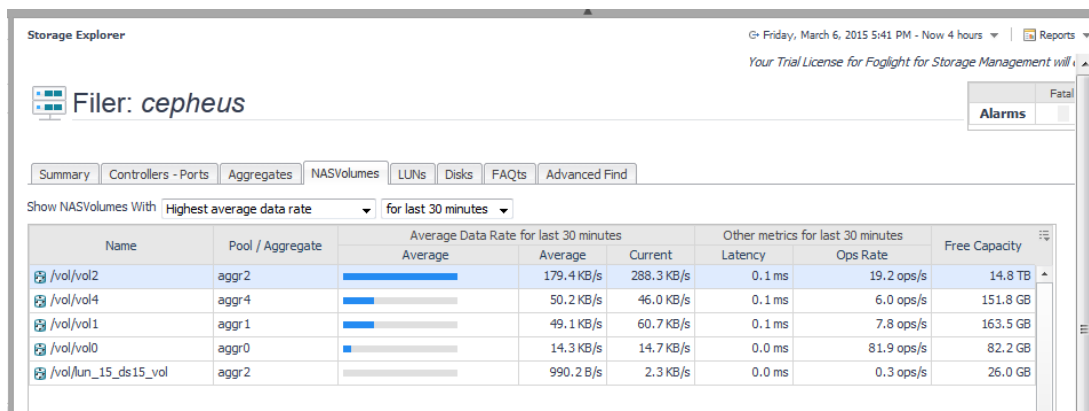 Storage Explorer
Friday, March 6, 2015 5:41 PM - Now 4 hours | Reports
Your Trial License for Foglight for Storage Management will
Filer: cepheus
Fatal
Alarms
Summary Controllers - Ports Aggregates NASVolumes LUNs Disks FAQts Advanced Find
Show NASVolumes With Highest average data rate for last 30 minutes
Name Pool / Aggregate Average Data Rate for last 30 minutes Other metrics for last 30 minutes Free Capacity
Average Average Current Latency Ops Rate
/vol/vol2 aggr2 179.4 KB/s 288.3 KB/s 0.1 ms 19.2 ops/s 14.8 TB
/vol/vol4 aggr4 50.2 KB/s 46.0 KB/s 0.1 ms 6.0 ops/s 151.8 GB
/vol/vol1 aggr1 49.1 KB/s 60.7 KB/s 0.1 ms 7.8 ops/s 163.5 GB
/vol/vol0 aggr0 14.3 KB/s 14.7 KB/s 0.0 ms 81.9 ops/s 82.2 GB
/vol/lun_15_ds15_vol aggr2 990.2 B/s 2.3 KB/s 0.0 ms 0.3 ops/s 26.0 GB